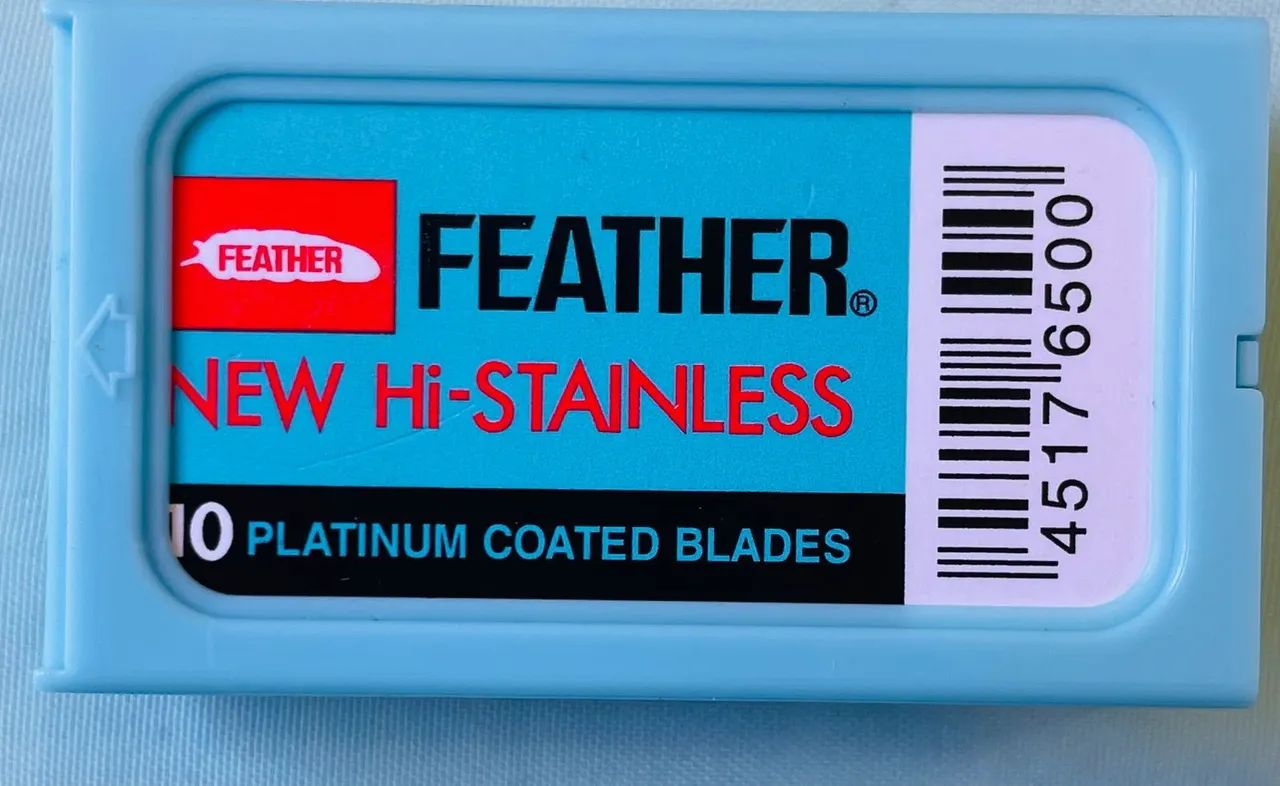 FEATHER
FEATHER®
NEW Hi-STAINLESS
10 PLATINUM COATED BLADES
4517 6500